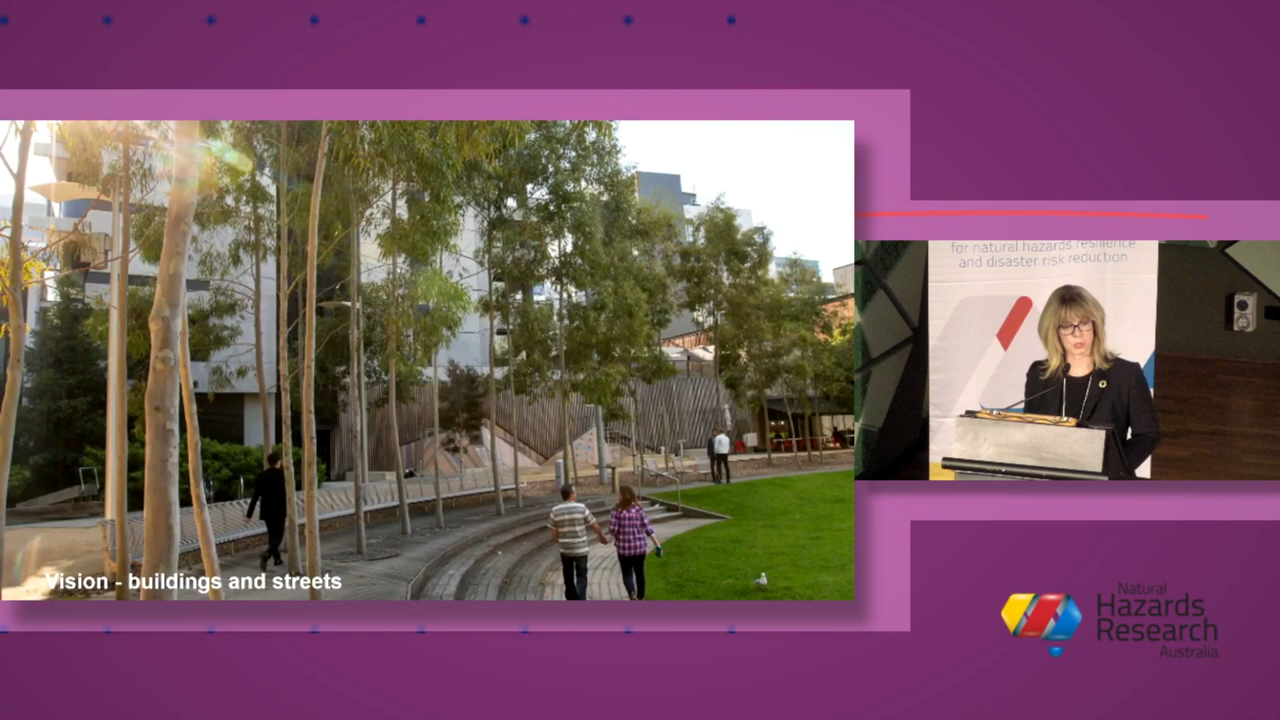 Vision - buildings and streets
for natural hazards resilience
and disaster risk reduction
Natural
Hazards
Research
Australia